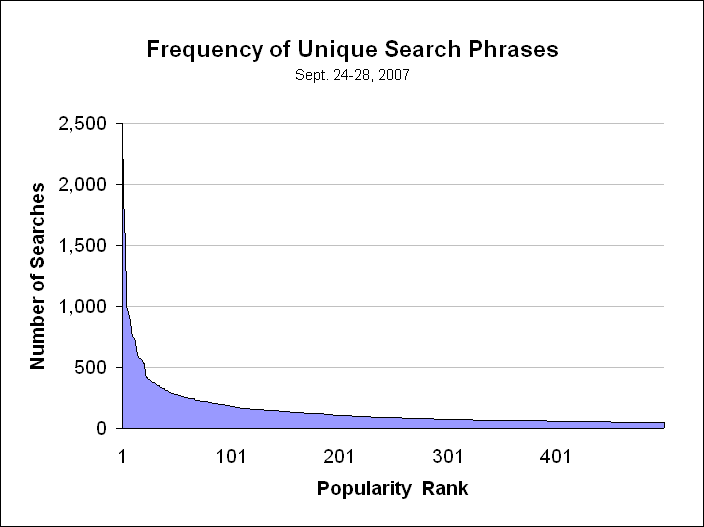 Frequency of Unique Search Phrases
Sept. 24-28, 2007
2,500
2,000
1,500
1,000
500
0
Number of Searches
1 101 201 301 401
Popularity Rank